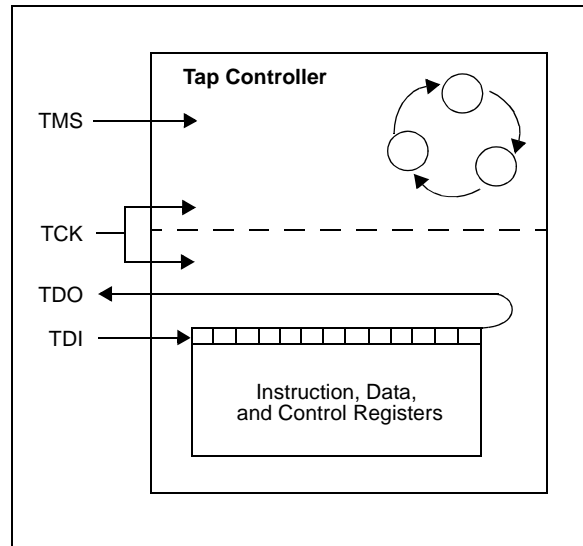 Tap Controller
TMS
TCK
TDO
TDI
Instruction, Data,
and Control Registers